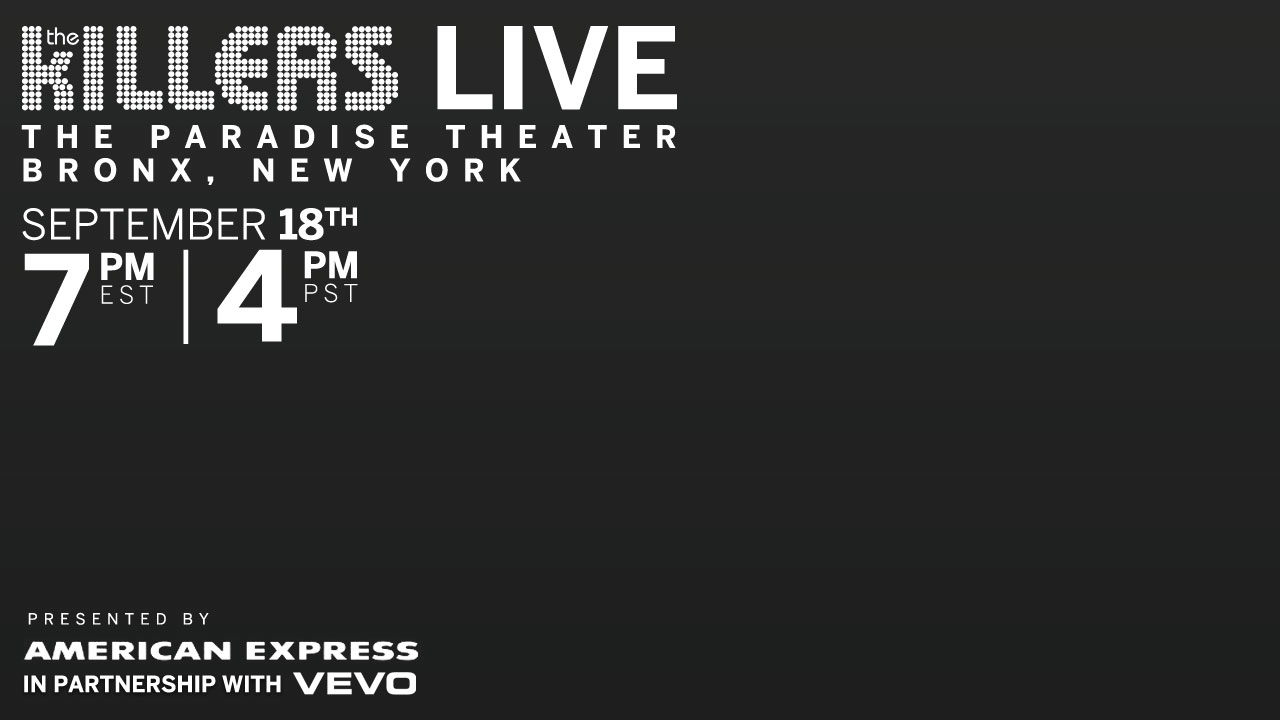 the KILLERS LIVE
THE PARADISE THEATER
BRONX, NEW YORK
SEPTEMBER 18TH
7 PM EST | 4 PM PST
PRESENTED BY
AMERICAN EXPRESS
IN PARTNERSHIP WITH VEVO